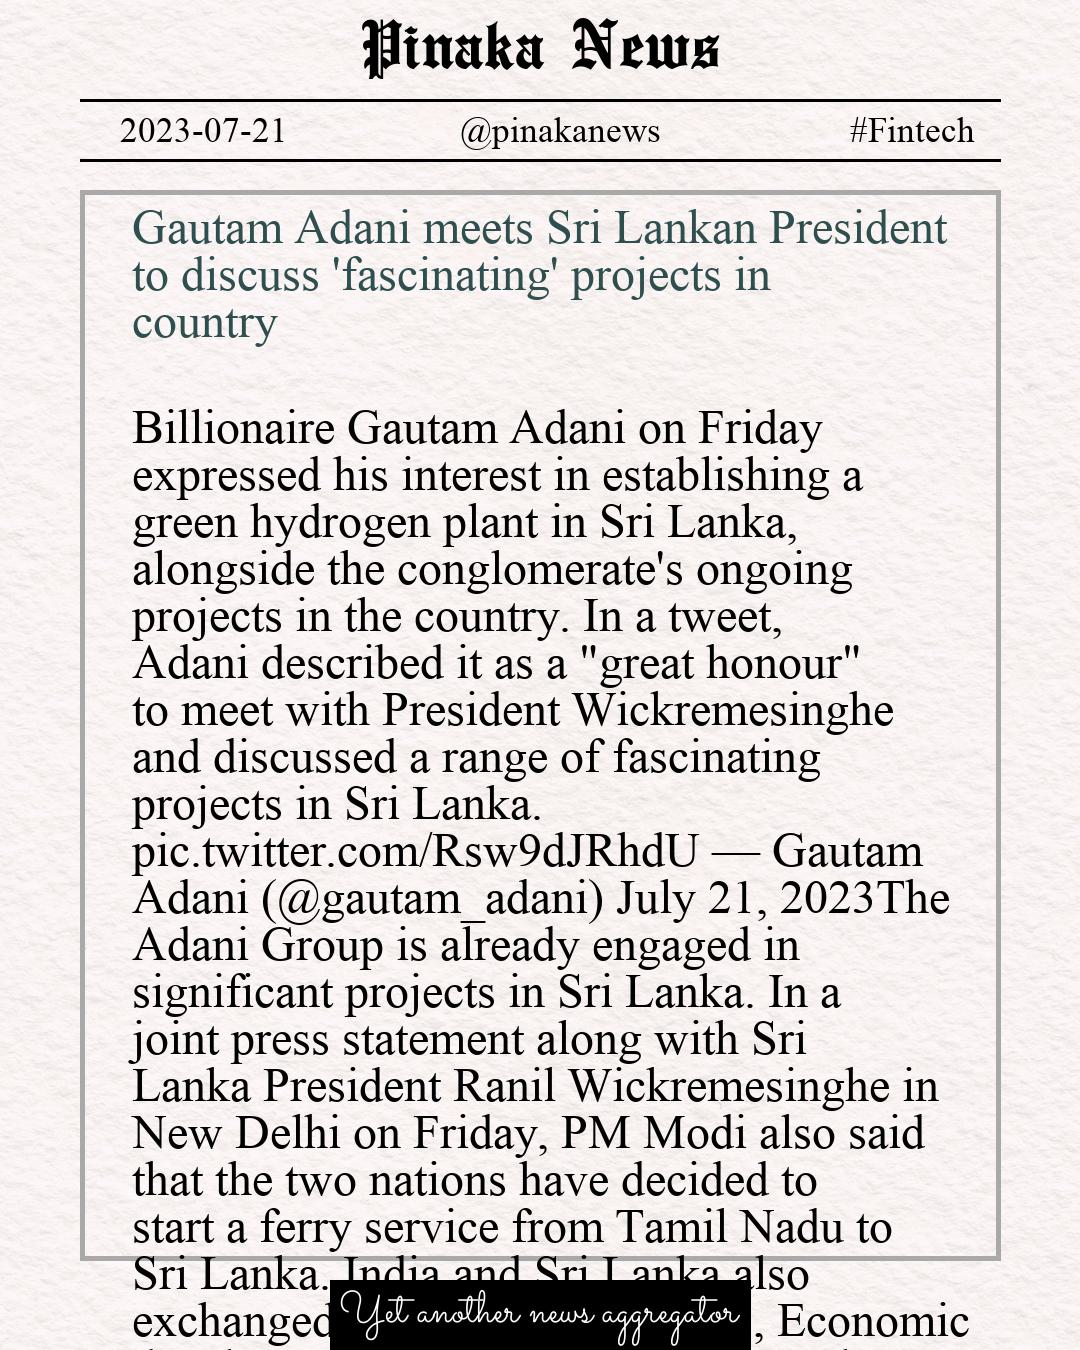 Pinaka News
2023-07-21 @pinakanews #Fintech
Gautam Adani meets Sri Lankan President
to discuss 'fascinating' projects in
country
Billionaire Gautam Adani on Friday
expressed his interest in establishing a
green hydrogen plant in Sri Lanka,
alongside the conglomerate's ongoing
projects in the country. In a tweet,
Adani described it as a "great honour"
to meet with President Wickremesinghe
and discussed a range of fascinating
projects in Sri Lanka.
pic.twitter.com/Rsw9dJRhdU — Gautam
Adani (@gautam_adani) July 21, 2023The
Adani Group is already engaged in
significant projects in Sri Lanka. In a
joint press statement along with Sri
Lanka President Ranil Wickremesinghe in
New Delhi on Friday, PM Modi also said
that the two nations have decided to
start a ferry service from Tamil Nadu to
Sri Lanka. India and Sri Lanka also
exchanged , Economic
Yet another news aggregator